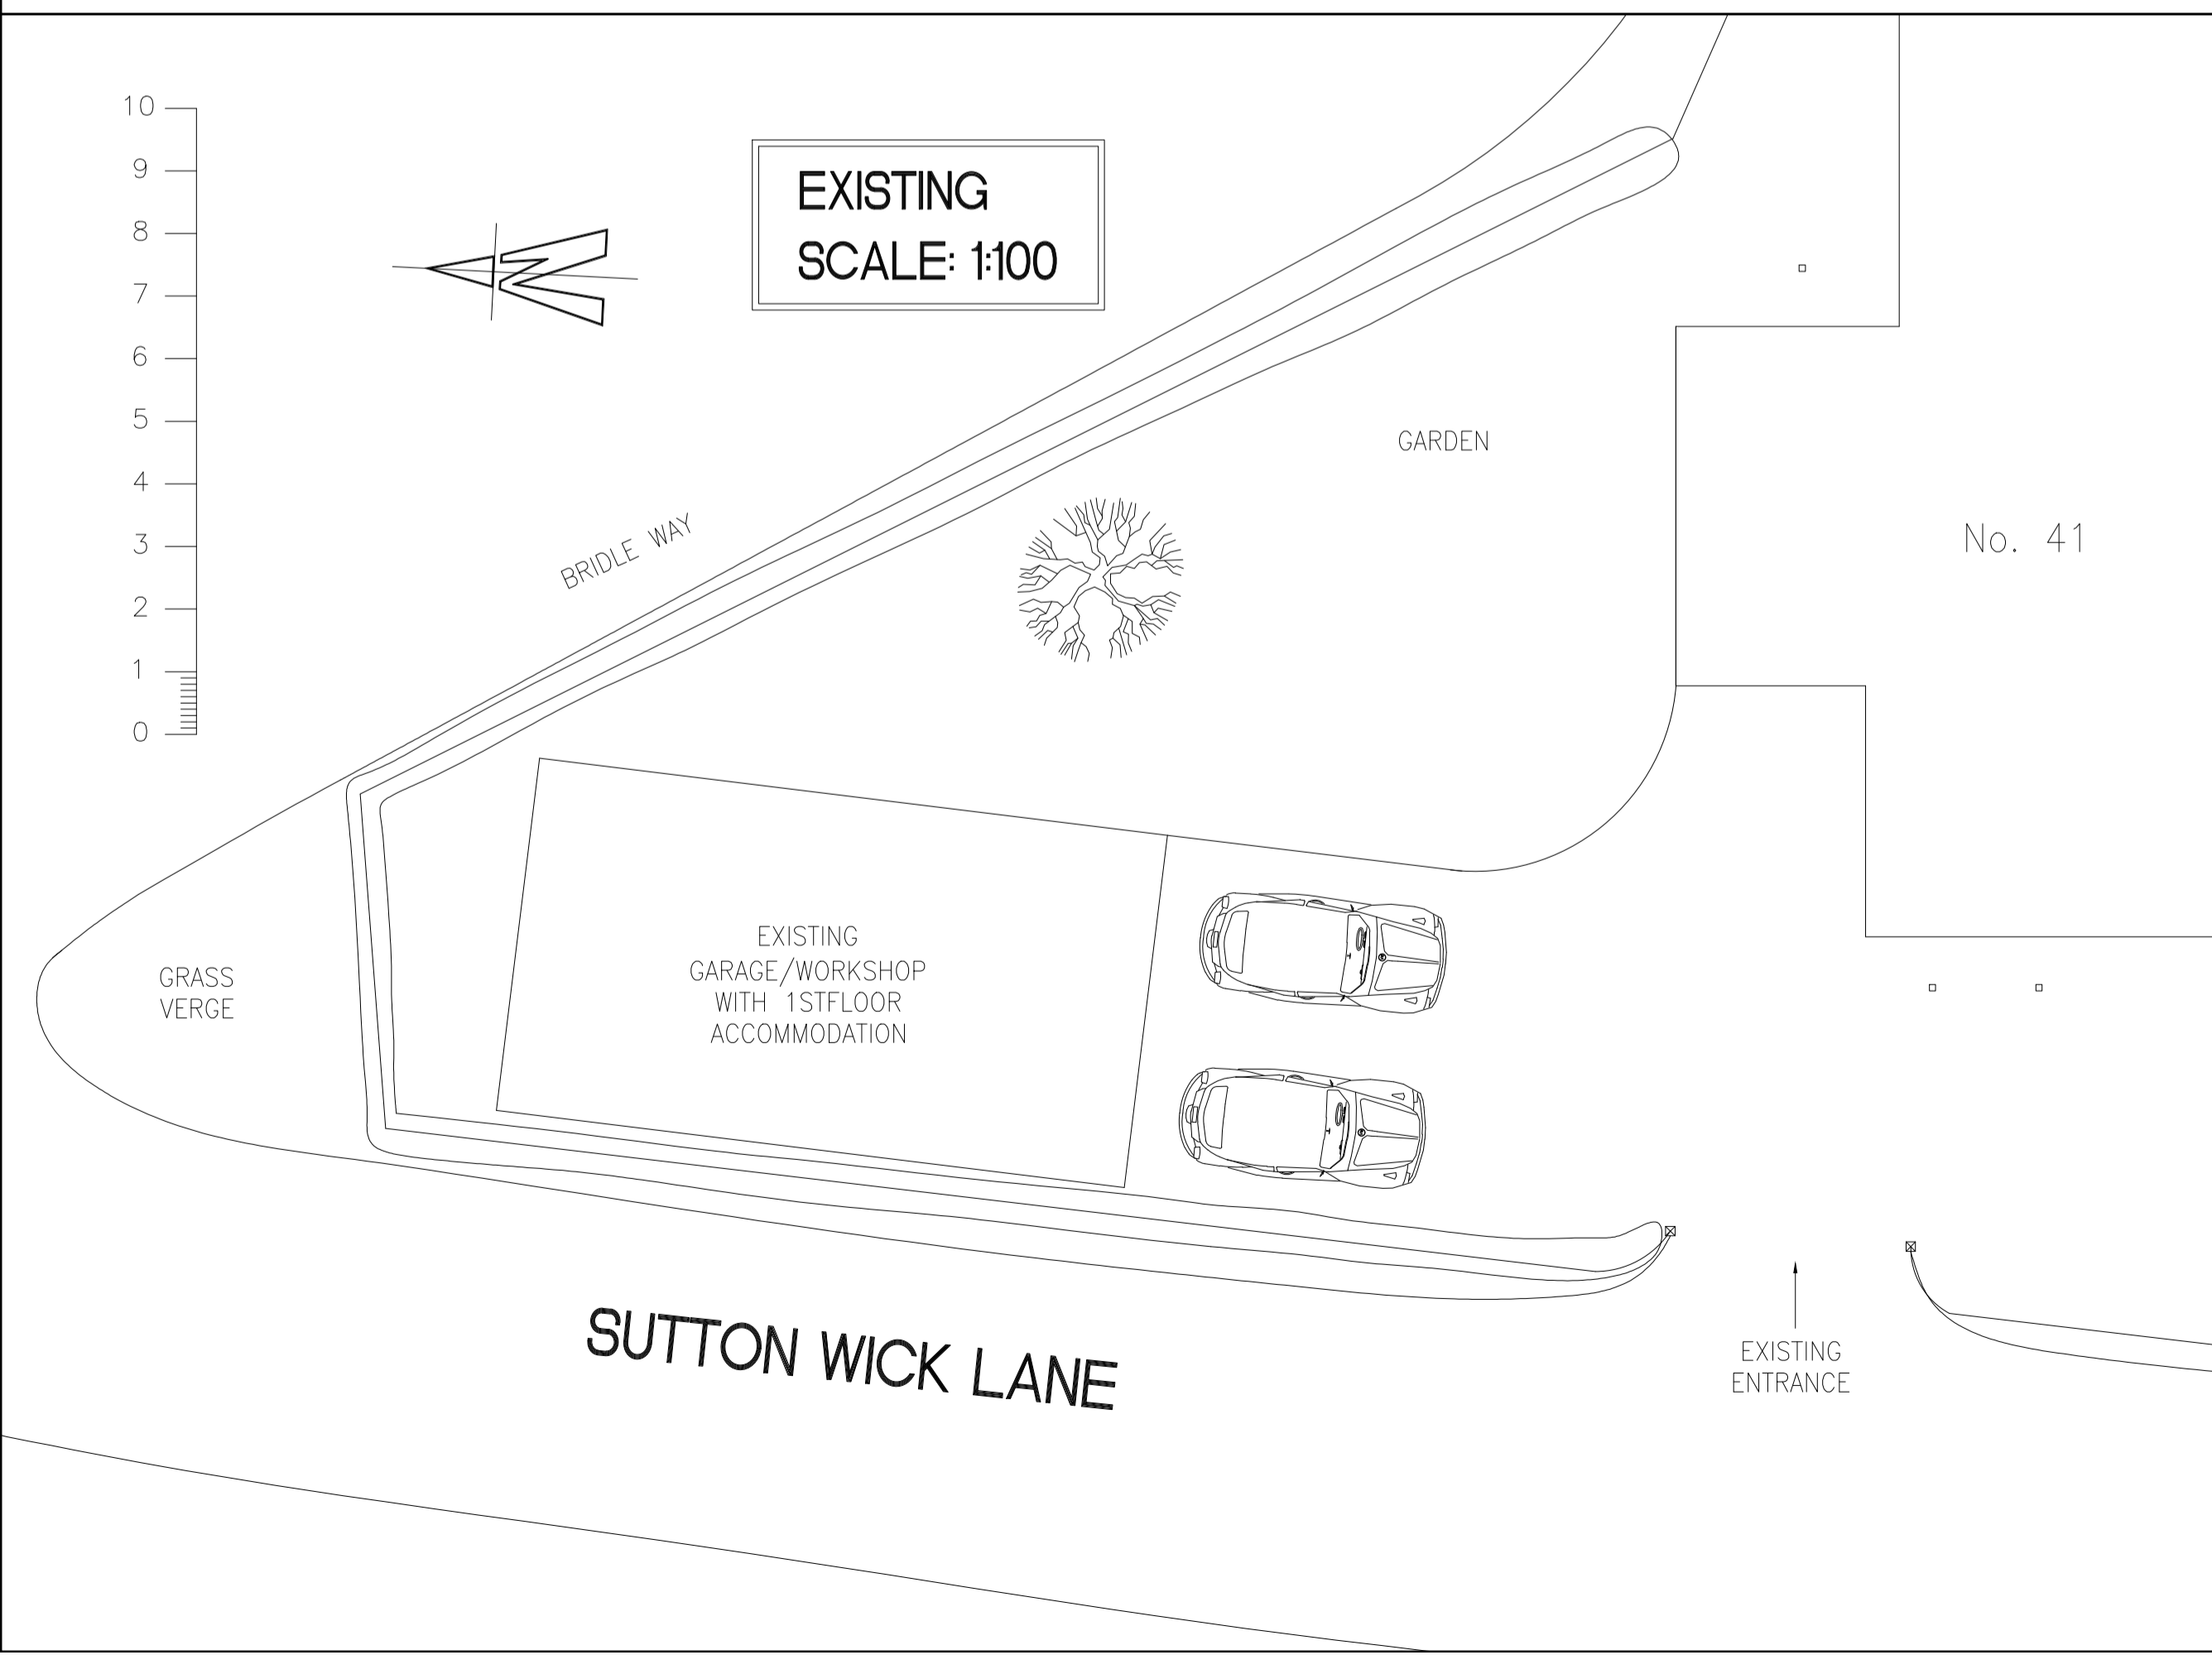 10
9
8
7
6
5
4
3
2
1
0
N
EXISTING
SCALE: 1:100
BRIDLE WAY
GARDEN
No. 41
GRASS
VERGE
EXISTING
GARAGE/WORKSHOP
WITH 1STFLOOR
ACCOMMODATION
SUTTON WICK LANE
EXISTING
ENTRANCE